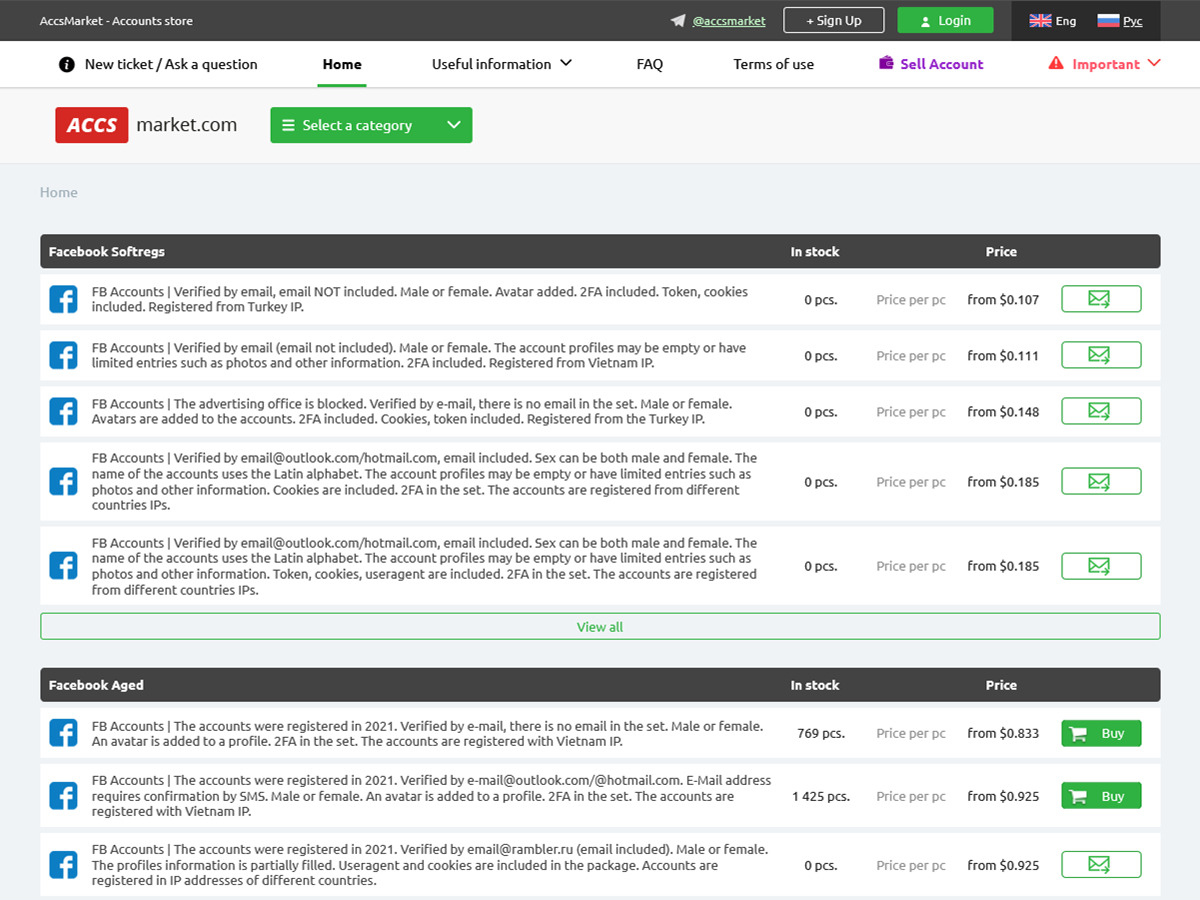 AccsMarket - Accounts store
@accsmarket
+ Sign Up
Login
Eng
Рус
New ticket / Ask a question
Home
Useful information
FAQ
Terms of use
Sell Account
Important
ACCS market.com
Select a category
Home
Facebook Softregs In stock Price
FB Accounts | Verified by email, email NOT included. Male or female. Avatar added. 2FA included. Token, cookies
included. Registered from Turkey IP.
0 pcs. Price per pc from $0.107
FB Accounts | Verified by email (email not included). Male or female. The account profiles may be empty or have
limited entries such as photos and other information. 2FA included. Registered from Vietnam IP.
0 pcs. Price per pc from $0.111
FB Accounts | The advertising office is blocked. Verified by e-mail, there is no email in the set. Male or female.
Avatars are added to the accounts. 2FA included. Cookies, token included. Registered from the Turkey IP.
0 pcs. Price per pc from $0.148
FB Accounts | Verified by email@outlook.com/hotmail.com, email included. Sex can be both male and female. The
name of the accounts uses the Latin alphabet. The account profiles may be empty or have limited entries such as
photos and other information. Cookies are included. 2FA in the set. The accounts are registered from different
countries IPs.
0 pcs. Price per pc from $0.185
FB Accounts | Verified by email@outlook.com/hotmail.com, email included. Sex can be both male and female. The
name of the accounts uses the Latin alphabet. The account profiles may be empty or have limited entries such as
photos and other information. Token, cookies, useragent are included. 2FA in the set. The accounts are registered
from different countries IPs.
0 pcs. Price per pc from $0.185
View all
Facebook Aged In stock Price
FB Accounts | The accounts were registered in 2021. Verified by e-mail, there is no email in the set. Male or female.
An avatar is added to a profile. 2FA in the set. The accounts are registered with Vietnam IP.
769 pcs. Price per pc from $0.833 Buy
FB Accounts | The accounts were registered in 2021. Verified by e-mail@outlook.com/@hotmail.com. E-Mail address
requires confirmation by SMS. Male or female. An avatar is added to a profile. 2FA in the set. The accounts are
registered with Vietnam IP.
1 425 pcs. Price per pc from $0.925 Buy
FB Accounts | The accounts were registered in 2021. Verified by email@rambler.ru (email included). Male or female.
The profiles information is partially filled. Useragent and cookies are included in the package. Accounts are
registered in IP addresses of different countries.
0 pcs. Price per pc from $0.925